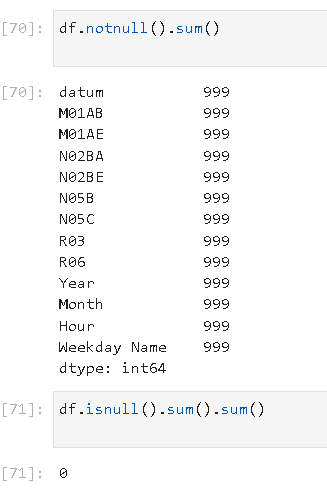 [70]: df.notnull().sum()
[70]: datum 999
M01AB 999
M01AE 999
N02BA 999
N02BE 999
N05B 999
N05C 999
R03 999
R06 999
Year 999
Month 999
Hour 999
Weekday Name 999
dtype: int64
[71]: df.isnull().sum().sum()
[71]: 0